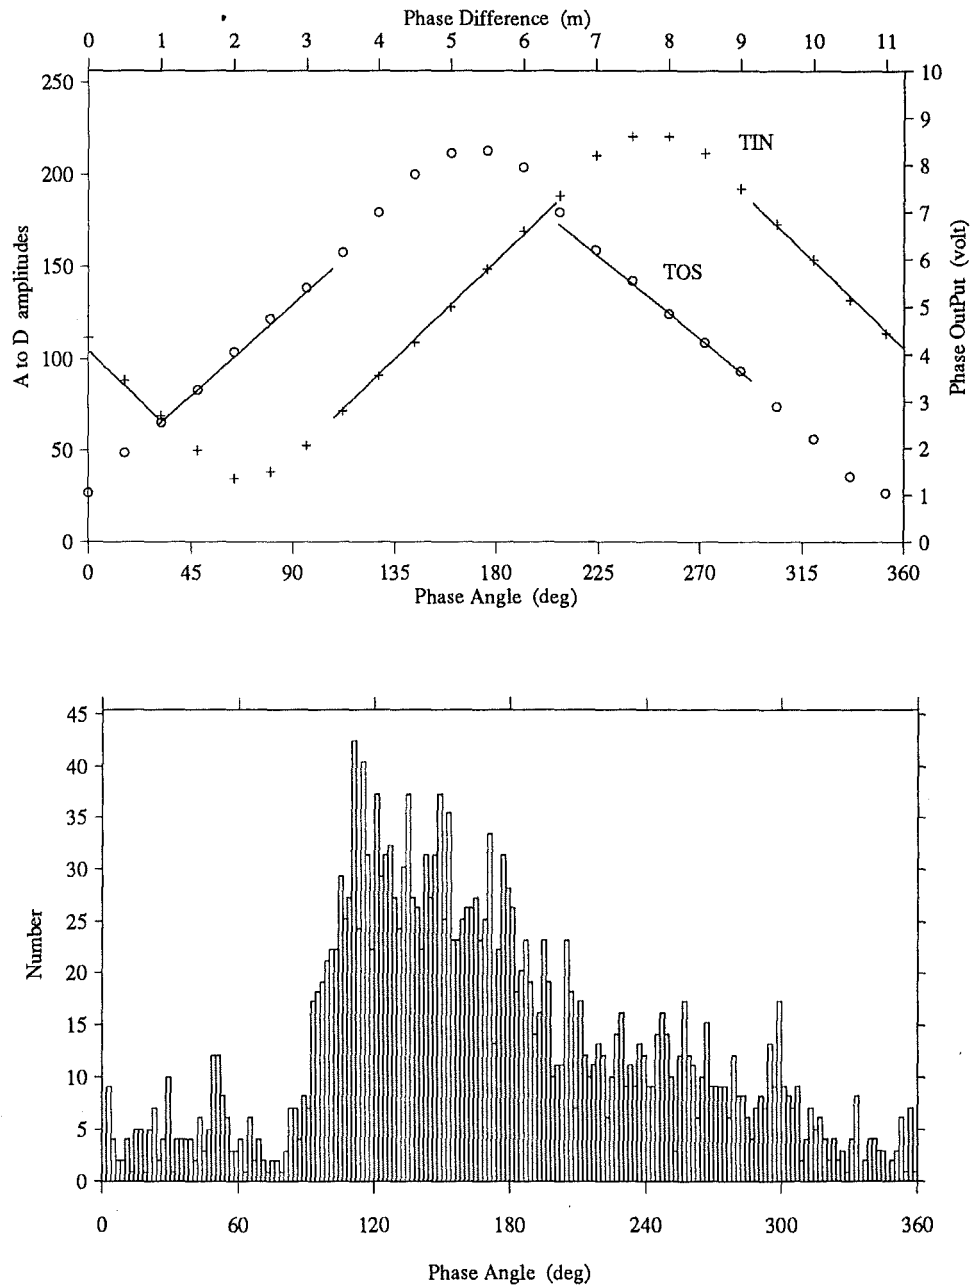 Phase Difference (m)
0 1 2 3 4 5 6 7 8 9 10 11
250
200
150
100
50
0
A to D amplitudes
10
9
8
7
6
5
4
3
2
1
0
Phase OutPut (volt)
TIN
TOS
0 45 90 135 180 225 270 315 360
Phase Angle (deg)
45
40
35
30
25
20
15
10
5
0
Number
0 60 120 180 240 300 360
Phase Angle (deg)